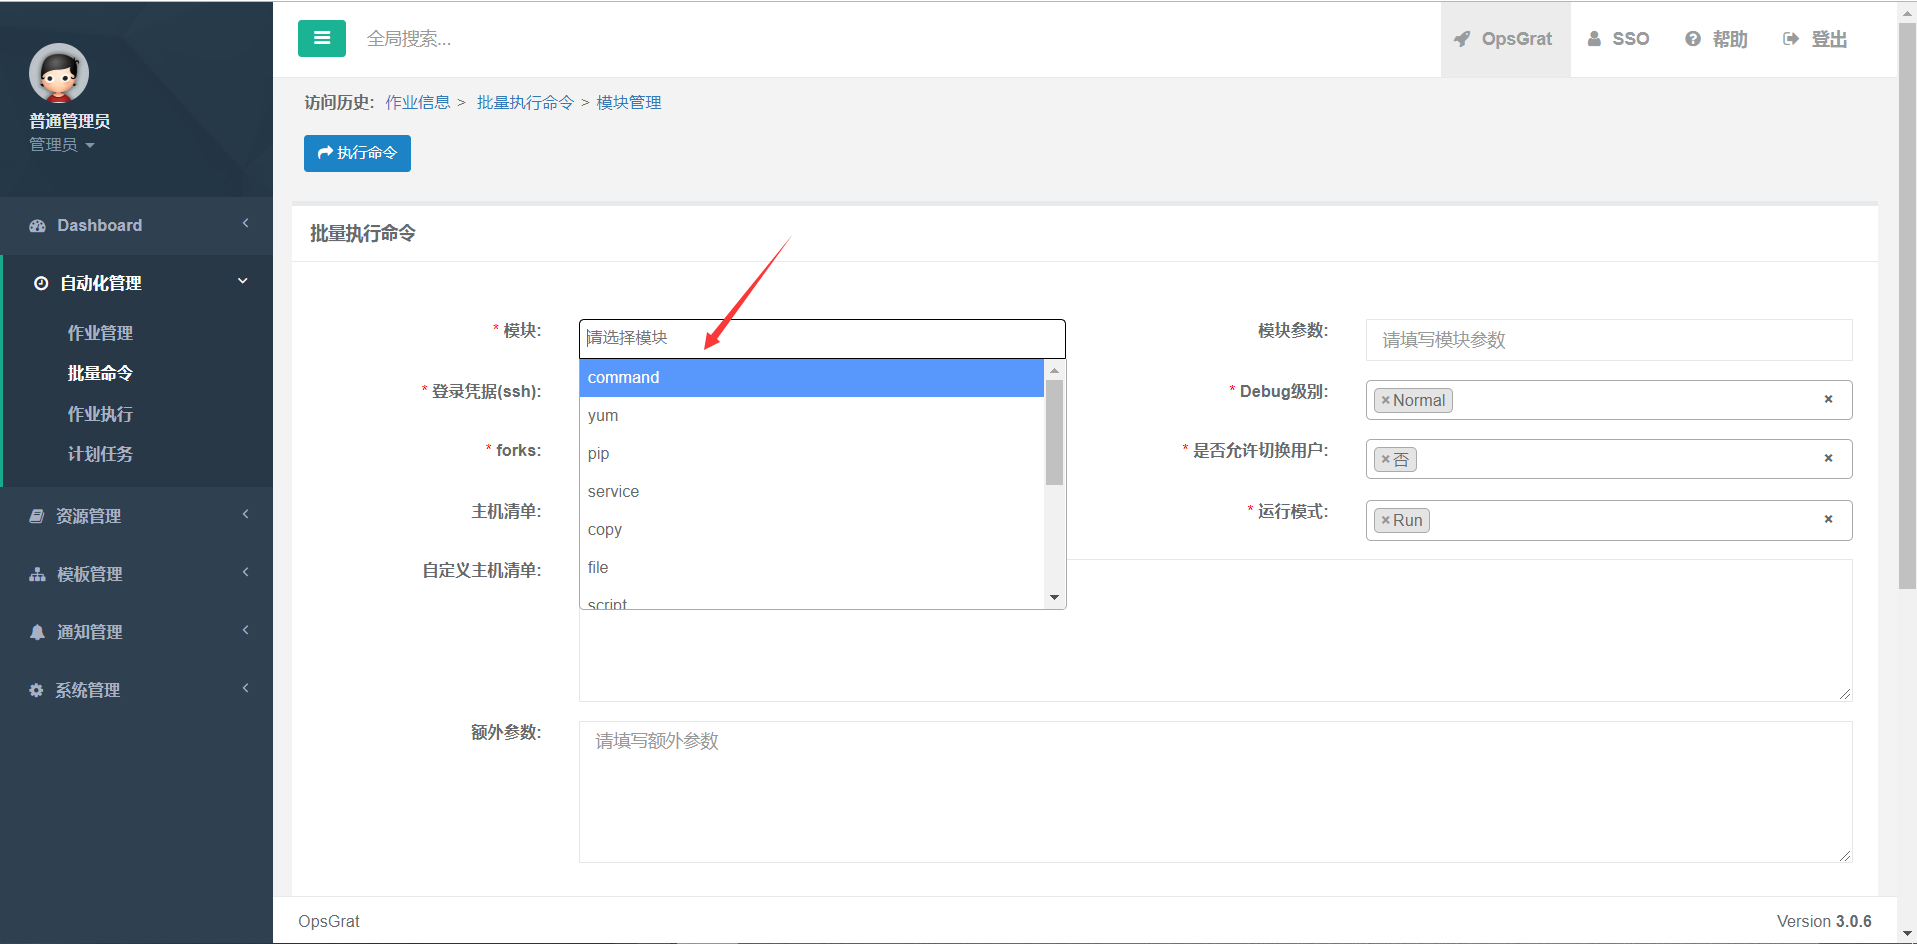 全局搜索...
OpsGrat
SSO
帮助
登出
普通管理员
管理员
Dashboard
自动化管理
作业管理
批量命令
作业执行
计划任务
资源管理
模板管理
通知管理
系统管理
访问历史: 作业信息 > 批量执行命令 > 模块管理
执行命令
批量执行命令
* 模块: 请选择模块
command
yum
pip
service
copy
file
script
模块参数: 请填写模块参数
* 登录凭据(ssh):
* Debug级别: ×Normal ×
* forks:
* 是否允许切换用户: ×否 ×
主机清单:
* 运行模式: ×Run ×
自定义主机清单:
额外参数: 请填写额外参数
OpsGrat
Version 3.0.6